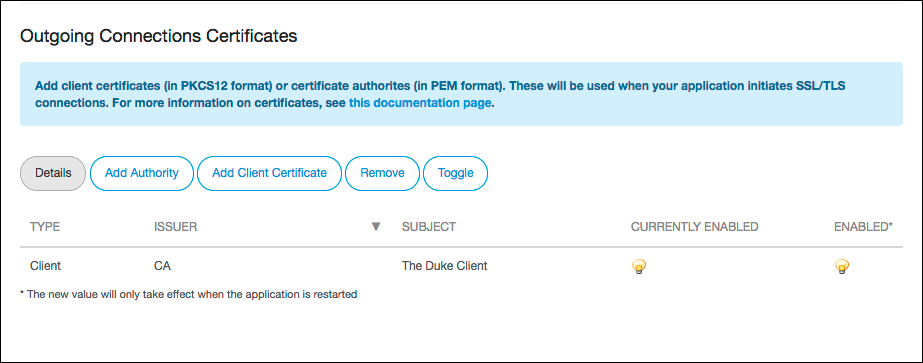 Outgoing Connections Certificates
Add client certificates (in PKCS12 format) or certificate authorites (in PEM format). These will be used when your application initiates SSL/TLS
connections. For more information on certificates, see this documentation page.
Details Add Authority Add Client Certificate Remove Toggle
TYPE ISSUER ▼ SUBJECT CURRENTLY ENABLED ENABLED*
Client CA The Duke Client
* The new value will only take effect when the application is restarted